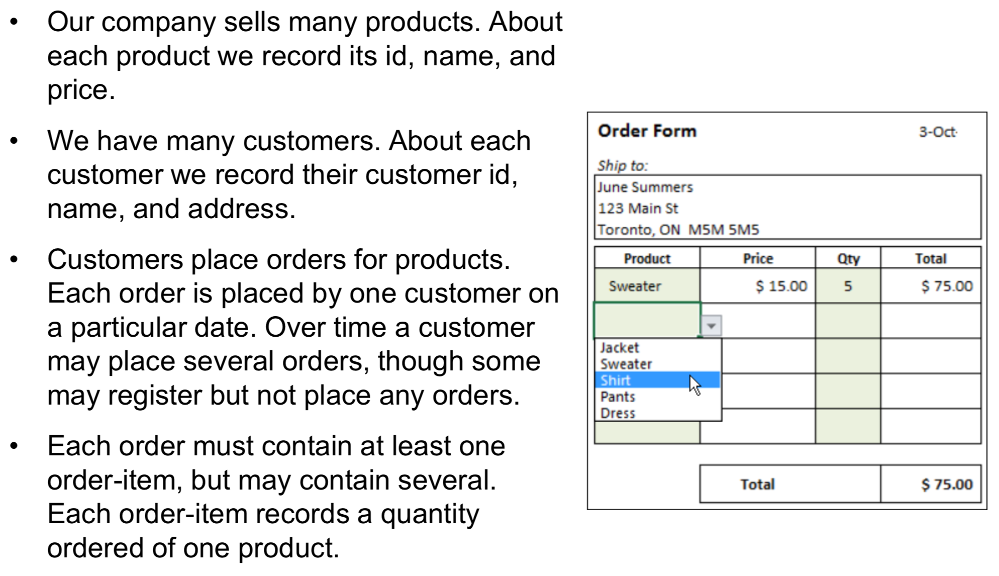 • Our company sells many products. About
each product we record its id, name, and
price.
• We have many customers. About each
customer we record their customer id,
name, and address.
• Customers place orders for products.
Each order is placed by one customer on
a particular date. Over time a customer
may place several orders, though some
may register but not place any orders.
• Each order must contain at least one
order-item, but may contain several.
Each order-item records a quantity
ordered of one product.
Order Form 3-Oct-
Ship to:
June Summers
123 Main St
Toronto, ON M5M 5M5
Product Price Qty Total
Sweater $ 15.00 5 $ 75.00
Jacket
Sweater
Shirt
Pants
Dress
Total $ 75.00